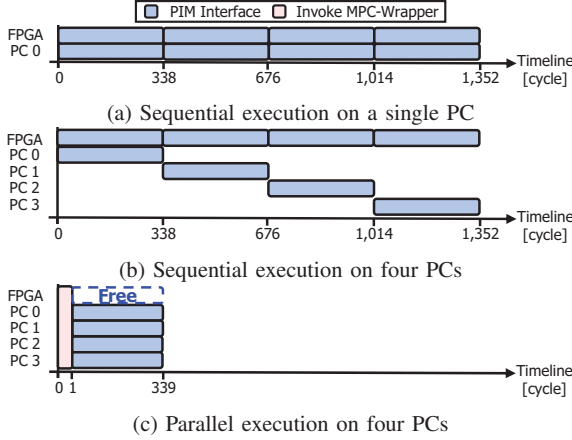 PIM Interface Invoke MPC-Wrapper
FPGA
PC 0
Timeline
0 338 676 1,014 1,352 [cycle]
(a) Sequential execution on a single PC
FPGA
PC 0
PC 1
PC 2
PC 3
Timeline
0 338 676 1,014 1,352 [cycle]
(b) Sequential execution on four PCs
FPGA Free
PC 0
PC 1
PC 2
PC 3
Timeline
0 1 339 [cycle]
(c) Parallel execution on four PCs